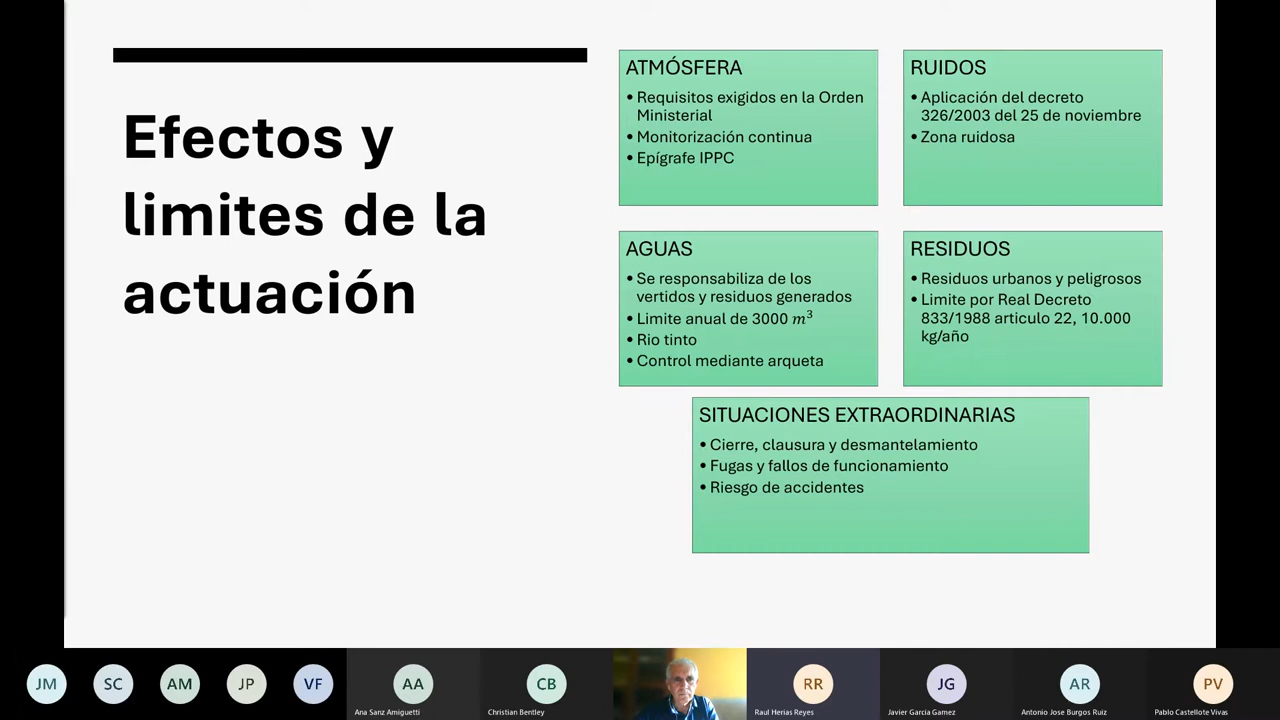 Efectos y
limites de la
actuación
ATMÓSFERA
• Requisitos exigidos en la Orden
Ministerial
• Monitorización continua
• Epígrafe IPPC
RUIDOS
• Aplicación del decreto
326/2003 del 25 de noviembre
• Zona ruidosa
AGUAS
• Se responsabiliza de los
vertidos y residuos generados
• Limite anual de 3000 m³
• Rio tinto
• Control mediante arqueta
RESIDUOS
• Residuos urbanos y peligrosos
• Limite por Real Decreto
833/1988 articulo 22, 10.000
kg/año
SITUACIONES EXTRAORDINARIAS
• Cierre, clausura y desmantelamiento
• Fugas y fallos de funcionamiento
• Riesgo de accidentes
JM
SC
AM
JP
VF
AA
CB
RR
JG
AR
PV
Ana Sanz Amiguetti
Christian Bentley
Raul Herias Reyes
Javier Garcia Gamez
Antonio Jose Burgos Ruiz
Pablo Castellote Vivas